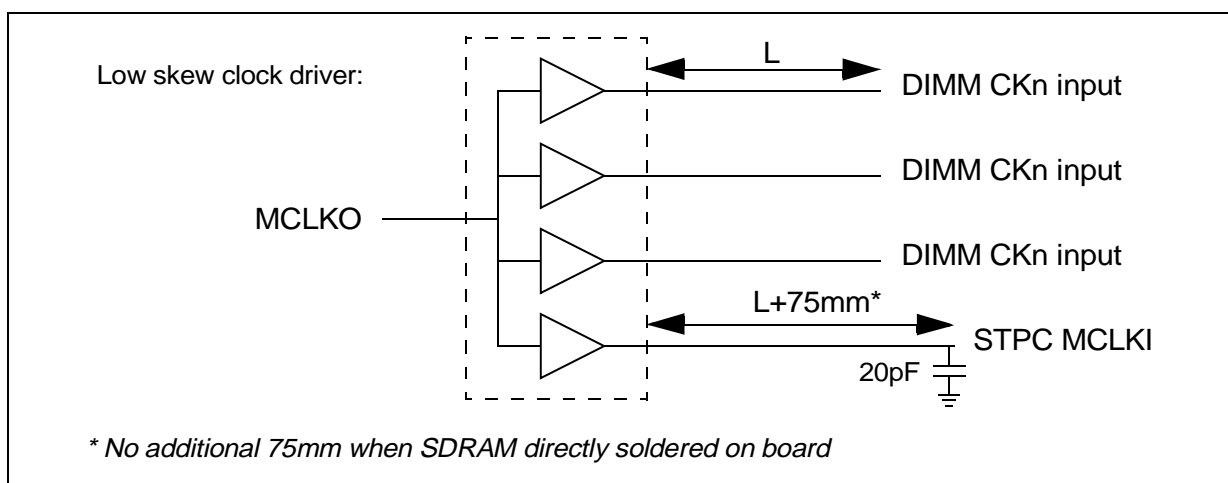 Low skew clock driver:
L
DIMM CKn input
DIMM CKn input
MCLKO
DIMM CKn input
L+75mm*
STPC MCLKI
20pF
* No additional 75mm when SDRAM directly soldered on board